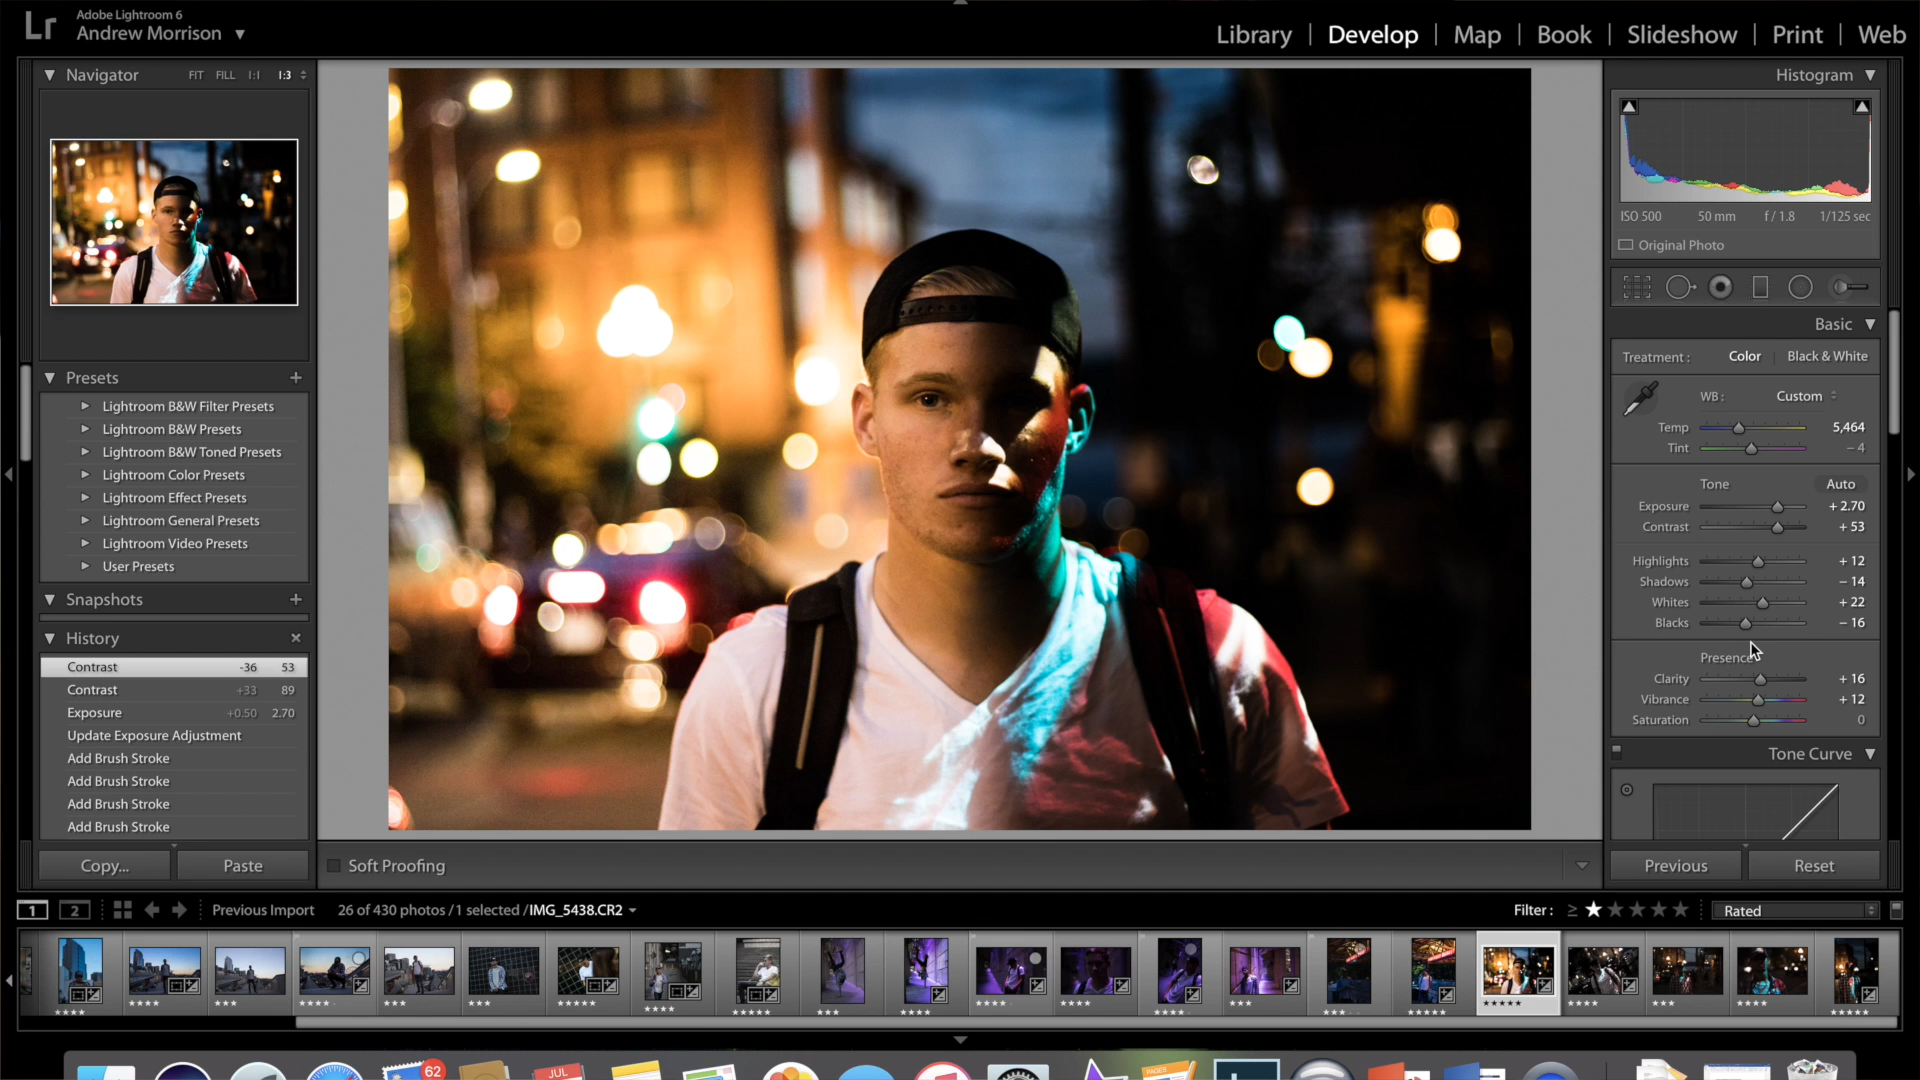 Lr
Adobe Lightroom 6
Andrew Morrison
Library | Develop | Map | Book | Slideshow | Print | Web
Navigator FIT FILL 1:1 1:3
Presets +
Lightroom B&W Filter Presets
Lightroom B&W Presets
Lightroom B&W Toned Presets
Lightroom Color Presets
Lightroom Effect Presets
Lightroom General Presets
Lightroom Video Presets
User Presets
Snapshots +
History ×
Contrast -36 53
Contrast +33 89
Exposure +0.50 2.70
Update Exposure Adjustment
Add Brush Stroke
Add Brush Stroke
Add Brush Stroke
Add Brush Stroke
Copy... Paste
Soft Proofing
Histogram
ISO 500 50 mm f / 1.8 1/125 sec
Original Photo
Basic
Treatment : Color | Black & White
WB : Custom
Temp 5,464
Tint – 4
Tone Auto
Exposure + 2.70
Contrast + 53
Highlights + 12
Shadows – 14
Whites + 22
Blacks – 16
Presence
Clarity + 16
Vibrance + 12
Saturation 0
Tone Curve
Previous Reset
1 2 Previous Import 26 of 430 photos /1 selected /IMG_5438.CR2
Filter : ≥ ★★★★★ Rated
62
JUL
PAGES